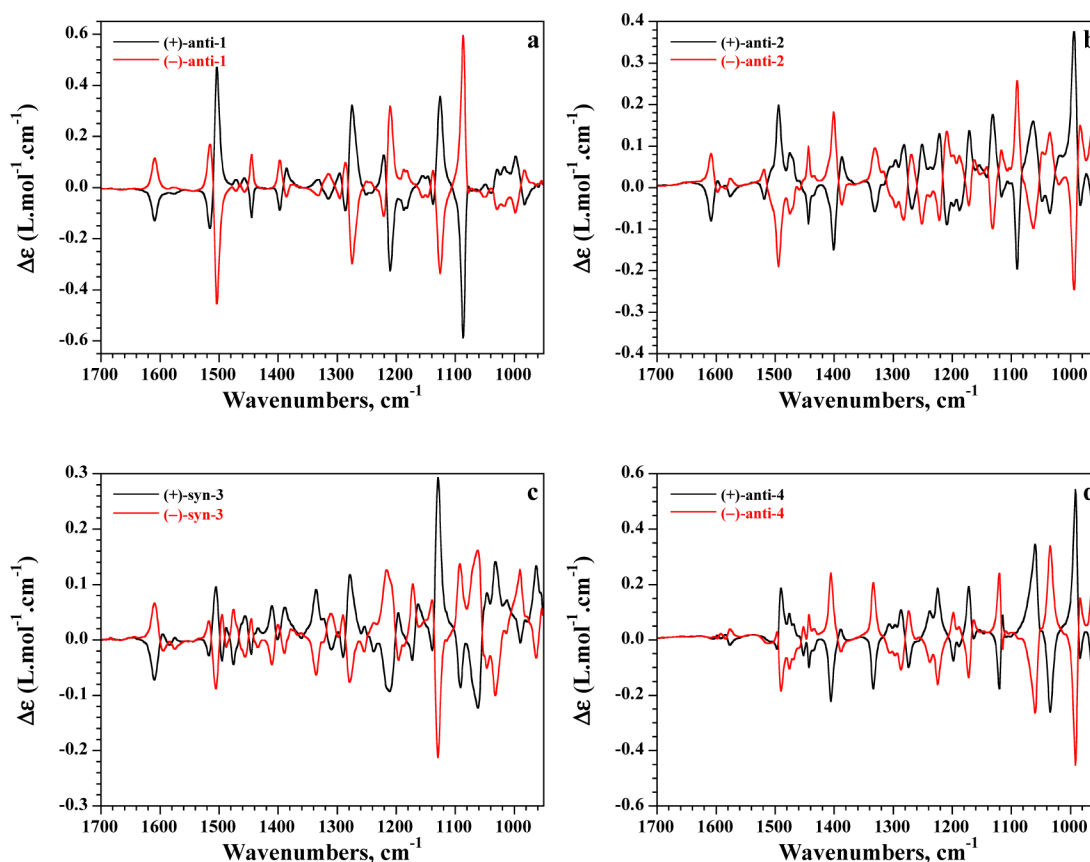 a
(+)-anti-1
(−)-anti-1
0.6
0.4
0.2
0.0
-0.2
-0.4
-0.6
Δε (L.mol⁻¹.cm⁻¹)
1700 1600 1500 1400 1300 1200 1100 1000
Wavenumbers, cm⁻¹
b
(+)-anti-2
(−)-anti-2
0.4
0.3
0.2
0.1
0.0
-0.1
-0.2
-0.3
-0.4
Δε (L.mol⁻¹.cm⁻¹)
1700 1600 1500 1400 1300 1200 1100 1000
Wavenumbers, cm⁻¹
c
(+)-syn-3
(−)-syn-3
0.3
0.2
0.1
0.0
-0.1
-0.2
-0.3
Δε (L.mol⁻¹.cm⁻¹)
1700 1600 1500 1400 1300 1200 1100 1000
Wavenumbers, cm⁻¹
d
(+)-anti-4
(−)-anti-4
0.6
0.4
0.2
0.0
-0.2
-0.4
-0.6
Δε (L.mol⁻¹.cm⁻¹)
1700 1600 1500 1400 1300 1200 1100 1000
Wavenumbers, cm⁻¹